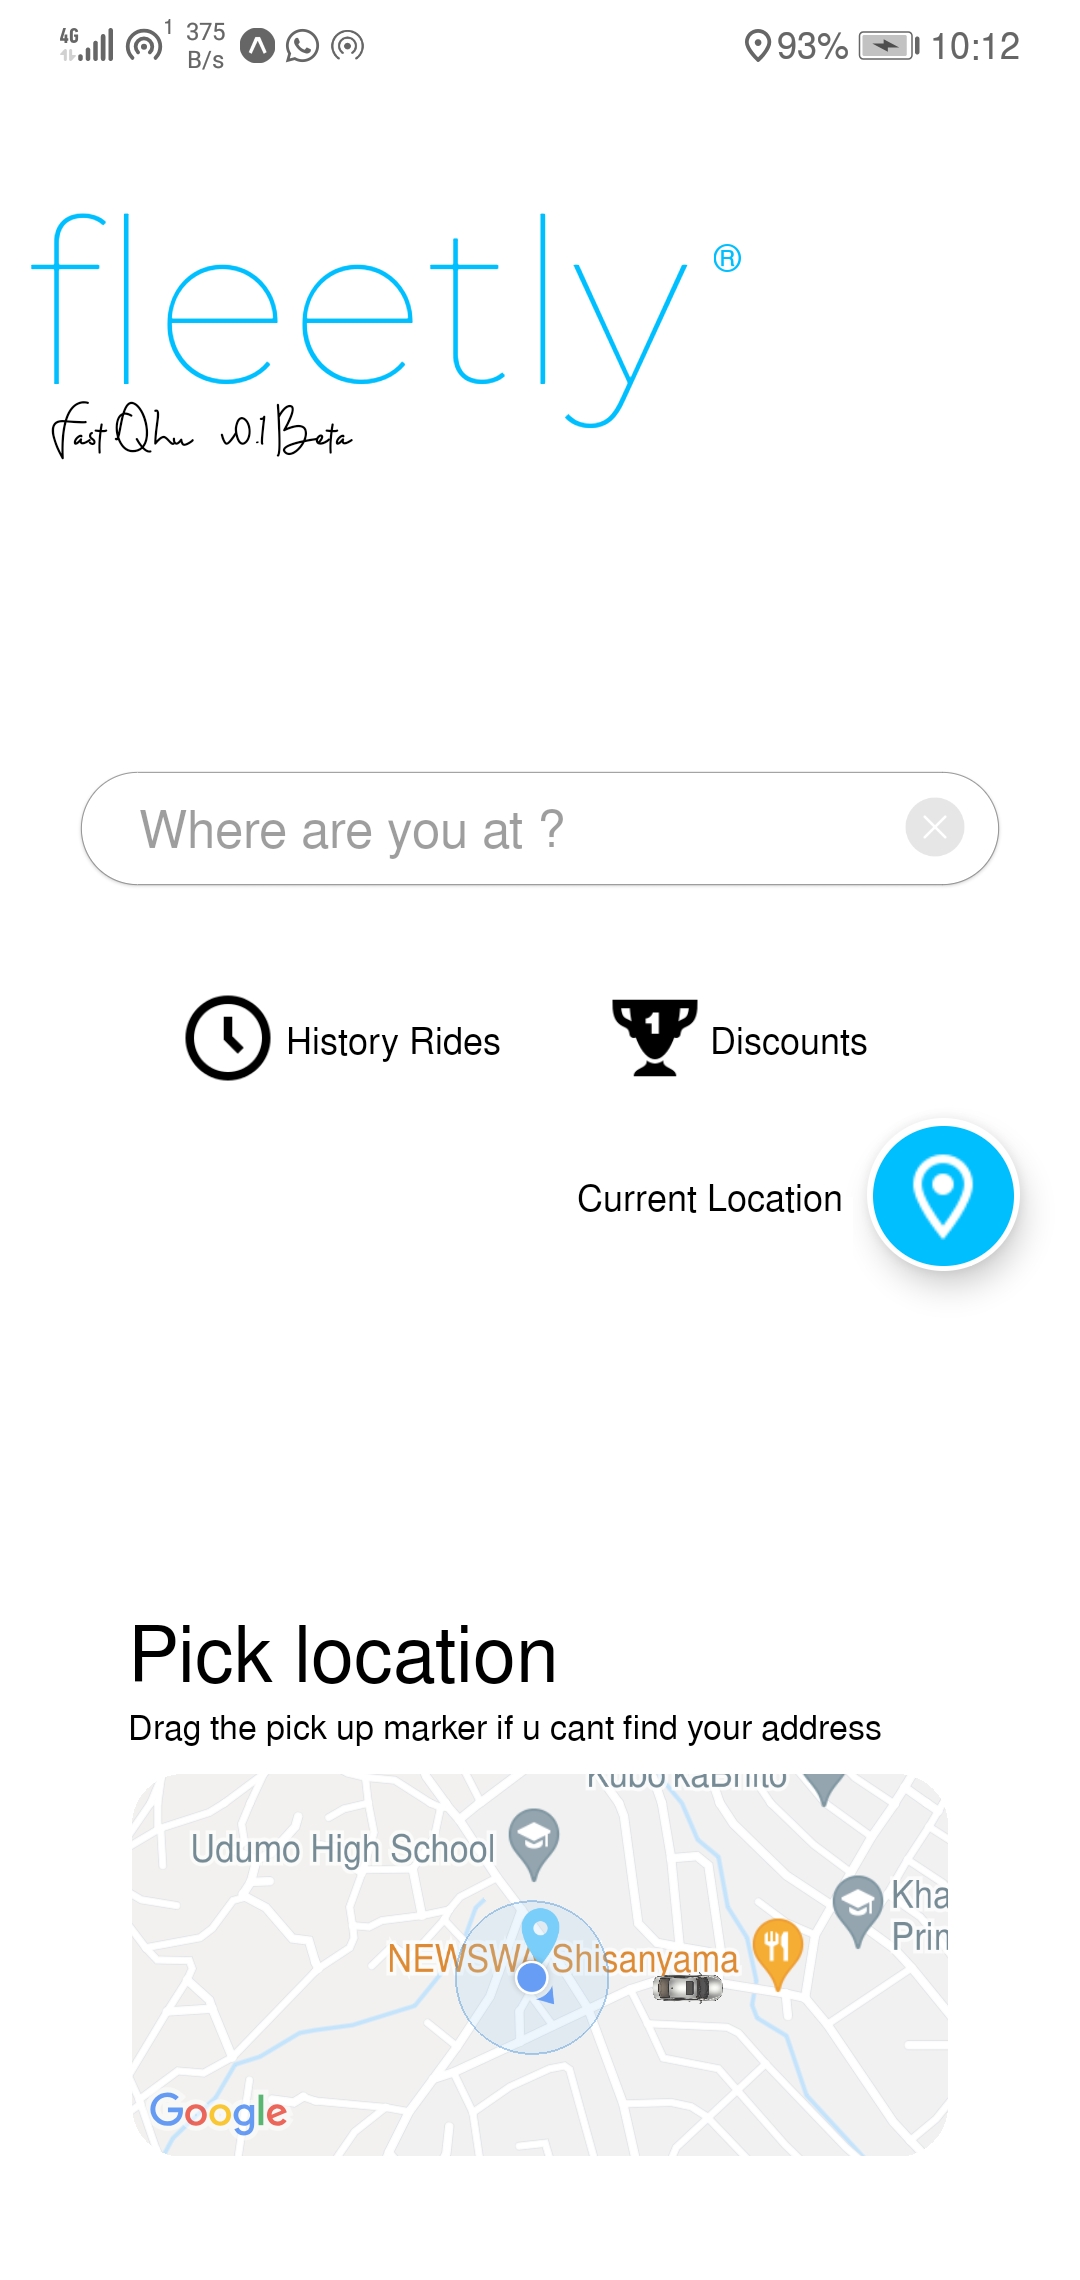 4G 1 375 B/s 93% 10:12
fleetly ®
Fast Qhu v0.1 Beta
Where are you at ?
History Rides
1 Discounts
Current Location
Pick location
Drag the pick up marker if u cant find your address
Kubo'kaBhito
Udumo High School
Kha
Prin
NEWSWA Shisanyama
Google